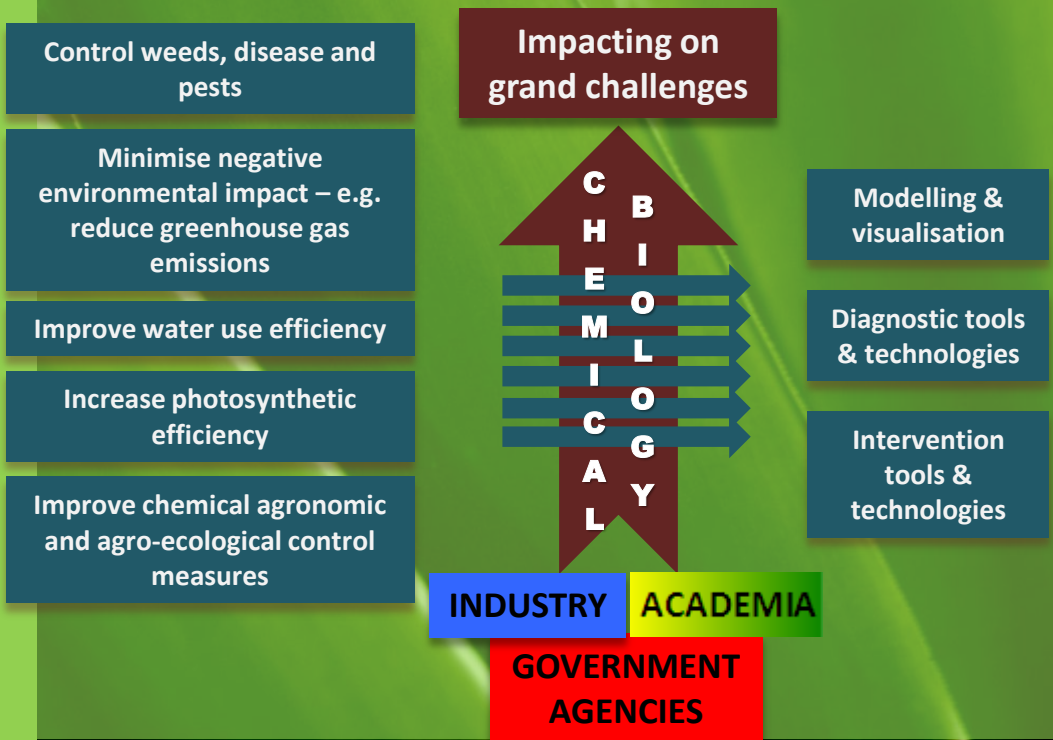 Control weeds, disease and
pests
Minimise negative
environmental impact – e.g.
reduce greenhouse gas
emissions
Improve water use efficiency
Increase photosynthetic
efficiency
Improve chemical agronomic
and agro-ecological control
measures
Impacting on
grand challenges
CHEMICAL
BIOLOGY
Modelling &
visualisation
Diagnostic tools
& technologies
Intervention
tools &
technologies
INDUSTRY
ACADEMIA
GOVERNMENT
AGENCIES